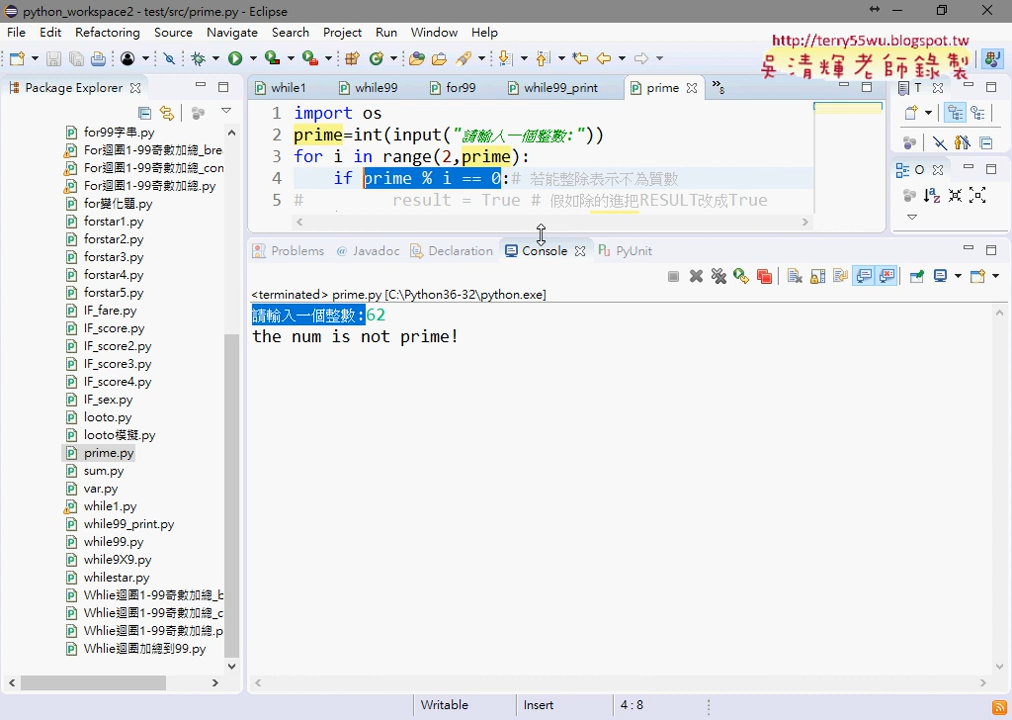 python_workspace2 - test/src/prime.py - Eclipse
File Edit Refactoring Source Navigate Search Project Run Window Help
http://terry55wu.blogspot.tw
吳清輝老師錄製
Package Explorer
for99字串.py
For迴圈1-99奇數加總_bre
For迴圈1-99奇數加總_con
For迴圈1-99奇數加總.py
for變化題.py
forstar1.py
forstar2.py
forstar3.py
forstar4.py
forstar5.py
IF_fare.py
IF_score.py
IF_score2.py
IF_score3.py
IF_score4.py
IF_sex.py
looto.py
looto模擬.py
prime.py
sum.py
var.py
while1.py
while99_print.py
while99.py
while9X9.py
whilestar.py
Whlie迴圈1-99奇數加總_b
Whlie迴圈1-99奇數加總_c
Whlie迴圈1-99奇數加總.p
Whlie迴圈加總到99.py
while1 while99 for99 while99_print prime »8
1 import os
2 prime=int(input("請輸入一個整數:"))
3 for i in range(2,prime):
4 if prime % i == 0:# 若能整除表示不為質數
5 # result = True # 假如除的進把RESULT改成True
T
O
Problems @ Javadoc Declaration Console PyUnit
<terminated> prime.py [C:\Python36-32\python.exe]
請輸入一個整數:62
the num is not prime!
Writable Insert 4 : 8